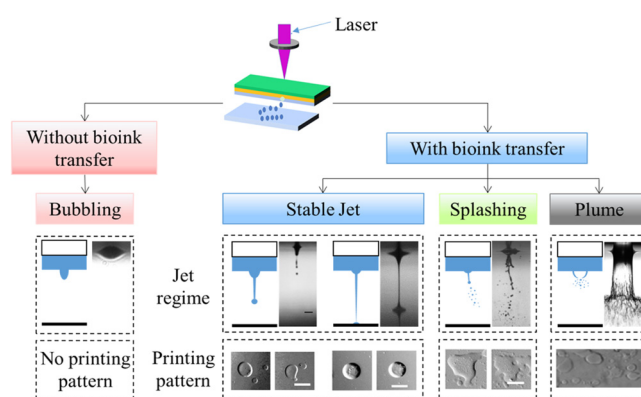 Laser
Without bioink
transfer
With bioink transfer
Bubbling
Stable Jet
Splashing
Plume
Jet
regime
No printing
pattern
Printing
pattern